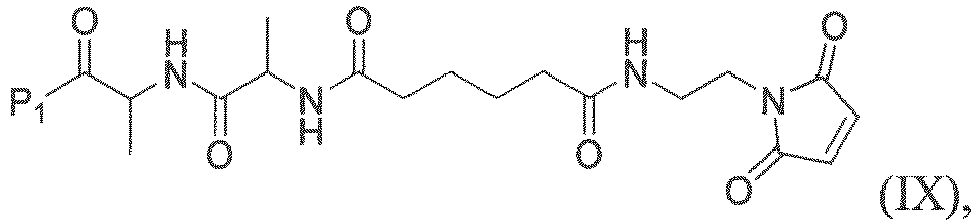 O H O H O
P1 N N N N
O H O O
(IX),